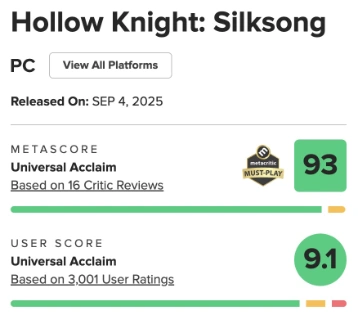 Hollow Knight: Silksong
PC View All Platforms
Released On: SEP 4, 2025
METASCORE
Universal Acclaim
Based on 16 Critic Reviews
metacritic
MUST-PLAY
93
USER SCORE
Universal Acclaim
Based on 3,001 User Ratings
9.1